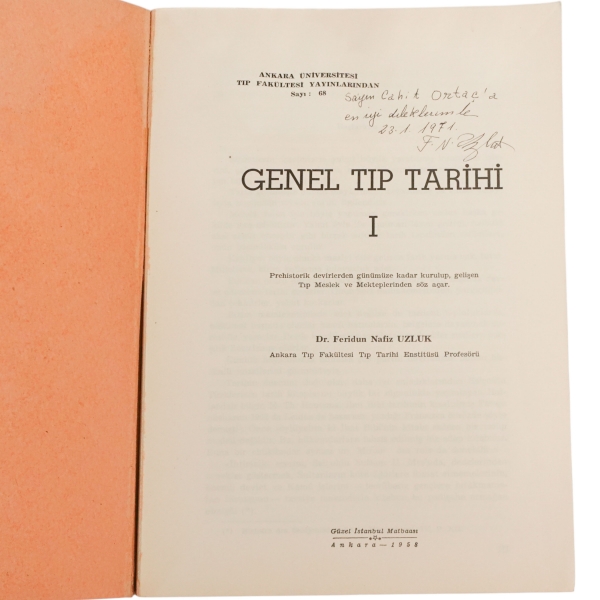 ANKARA ÜNİVERSİTESİ
TIP FAKÜLTESİ YAYINLARINDAN
Sayı: 68
Sayın Cahit Ortaç'a
en iyi dileklerimle
23.1.1971.
F. N. Uzluk
GENEL TIP TARİHİ
I
Prehistorik devirlerden günümüze kadar kurulup, gelişen
Tıp Meslek ve Mekteplerinden söz açar.
Dr. Feridun Nafiz UZLUK
Ankara Tıp Fakültesi Tıp Tarihi Enstitüsü Profesörü
Güzel İstanbul Matbaası
Ankara — 1958